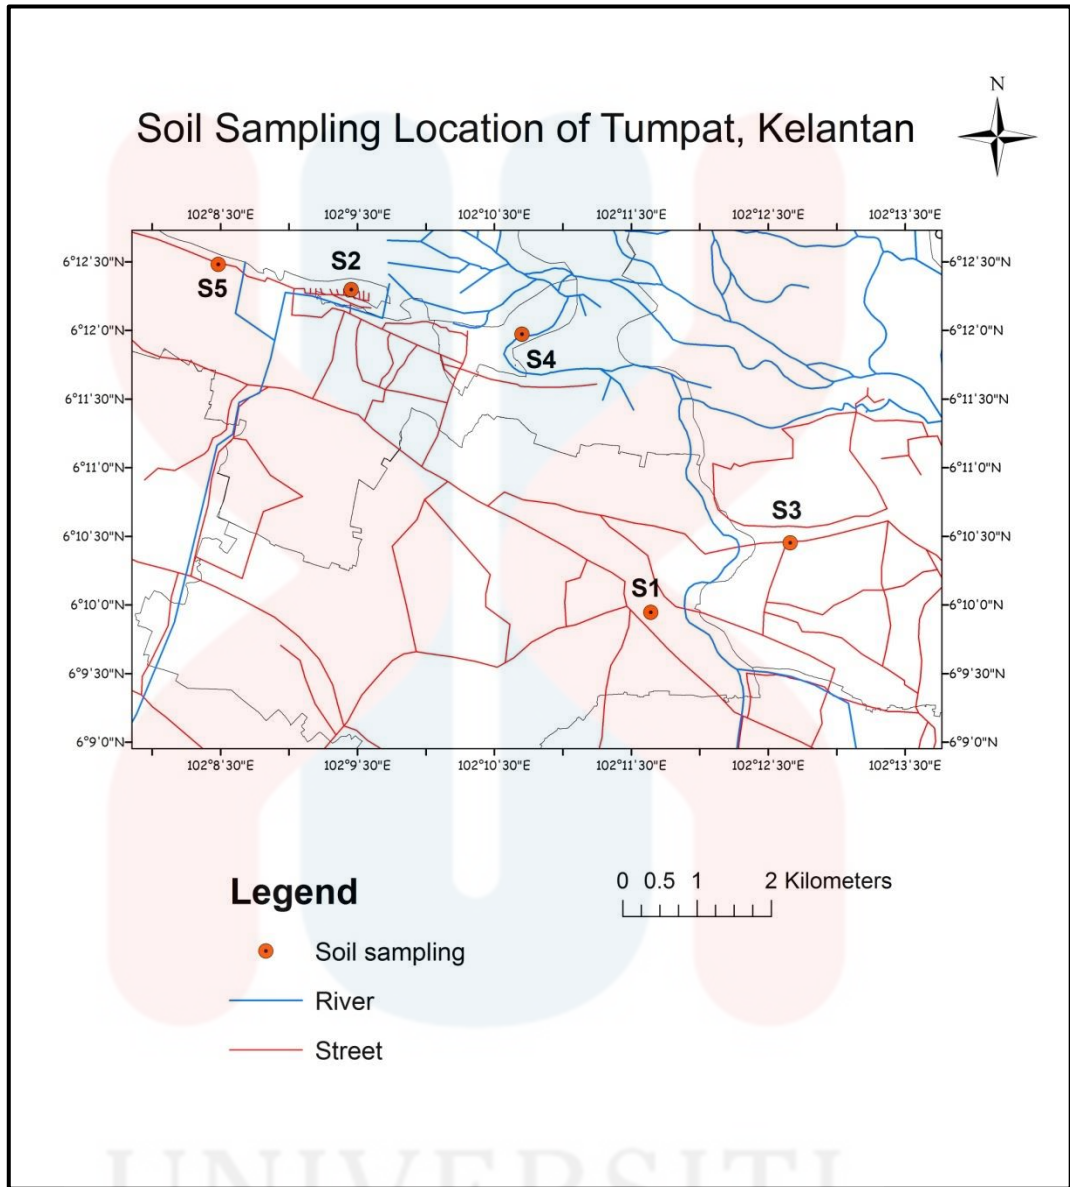 N
Soil Sampling Location of Tumpat, Kelantan
102°8'30"E 102°9'30"E 102°10'30"E 102°11'30"E 102°12'30"E 102°13'30"E
6°12'30"N 6°12'30"N
S2
S5
6°12'0"N 6°12'0"N
S4
6°11'30"N 6°11'30"N
6°11'0"N 6°11'0"N
S3
6°10'30"N 6°10'30"N
S1
6°10'0"N 6°10'0"N
6°9'30"N 6°9'30"N
6°9'0"N 6°9'0"N
102°8'30"E 102°9'30"E 102°10'30"E 102°11'30"E 102°12'30"E 102°13'30"E
0 0.5 1 2 Kilometers
Legend
Soil sampling
River
Street
UNIVERSITI